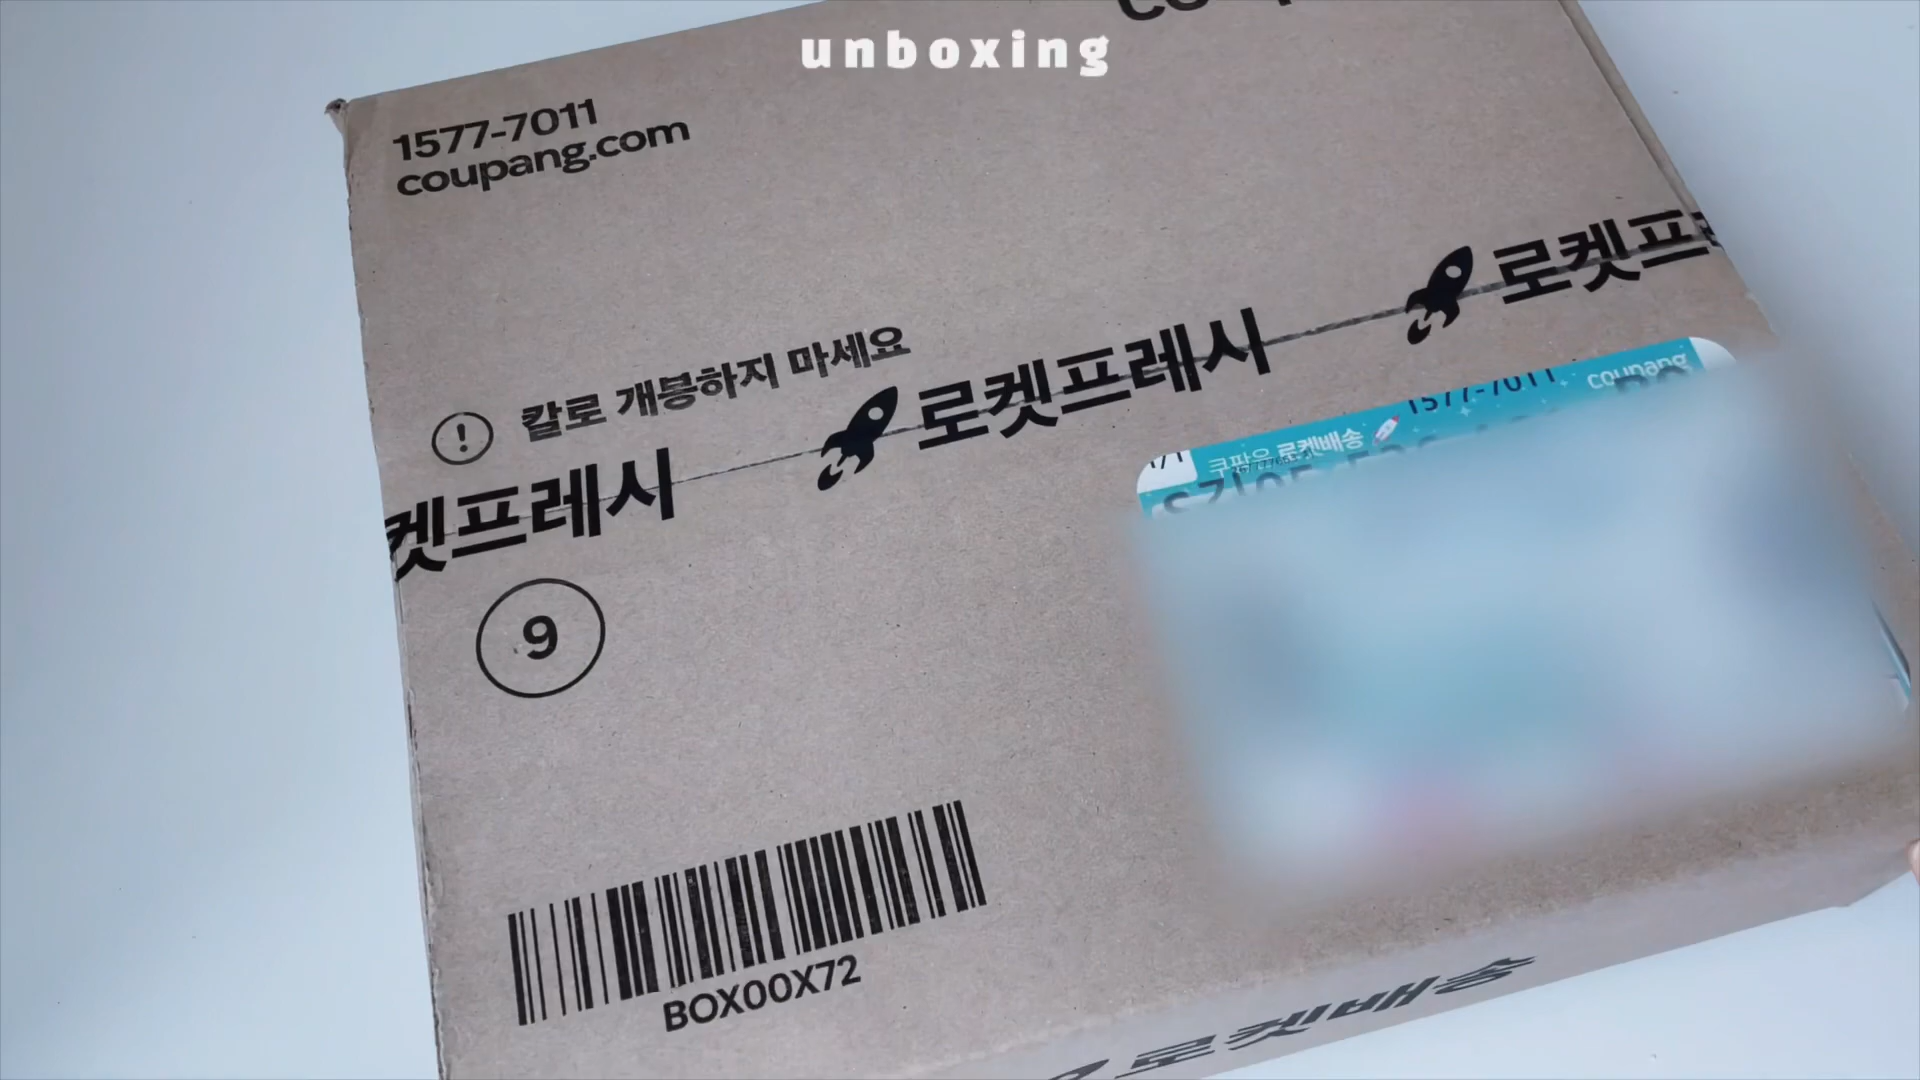 unboxing
1577-7011
coupang.com
칼로 개봉하지 마세요
켓프레시
로켓프레시
로켓프
coupang
1577-7011
쿠팡은 로켓배송
9
BOX00X72
로켓배송